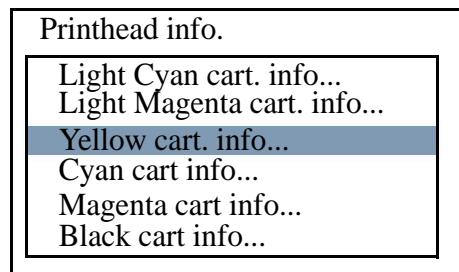 Printhead info.
Light Cyan cart. info...
Light Magenta cart. info...
Yellow cart. info...
Cyan cart info...
Magenta cart info...
Black cart info...